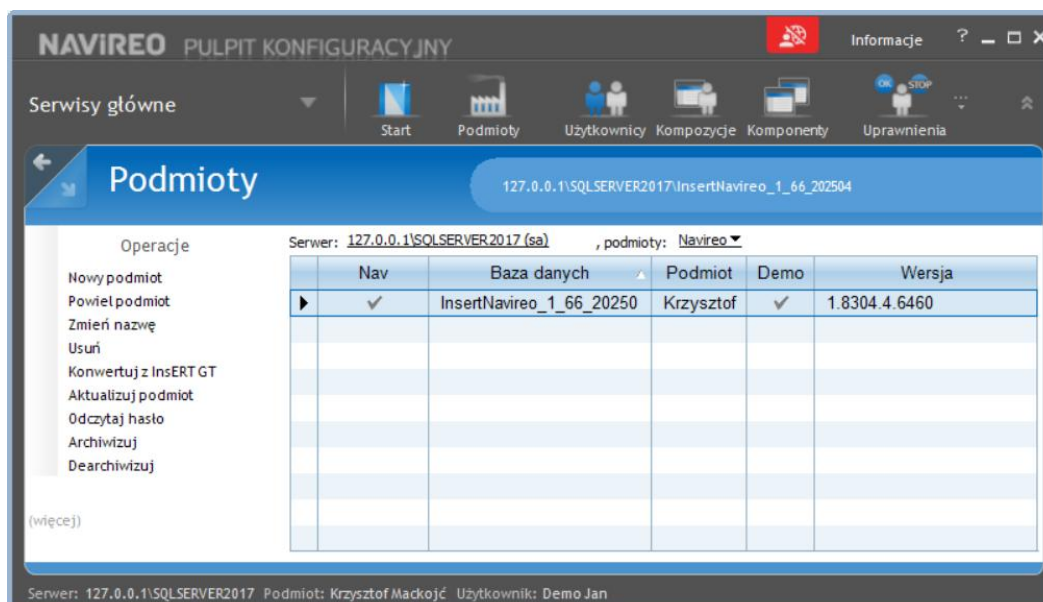 NAVIREO PULPIT KONFIGURACYJNY
Informacje ?
Serwisy główne
Start Podmioty Użytkownicy Kompozycje Komponenty OK STOP Uprawnienia
Podmioty
127.0.0.1\SQLSERVER2017\InsertNavireo_1_66_202504
Operacje
Serwer: 127.0.0.1\SQLSERVER2017 (sa) , podmioty: Navireo
Nowy podmiot
Powiel podmiot
Zmień nazwę
Usuń
Konwertuj z InsERT GT
Aktualizuj podmiot
Odczytaj hasło
Archiwizuj
Dearchiwizuj
(więcej)
Nav Baza danych Podmiot Demo Wersja
InsertNavireo_1_66_20250 Krzysztof 1.8304.4.6460
Serwer: 127.0.0.1\SQLSERVER2017 Podmiot: Krzysztof Mackojć Użytkownik: Demo Jan